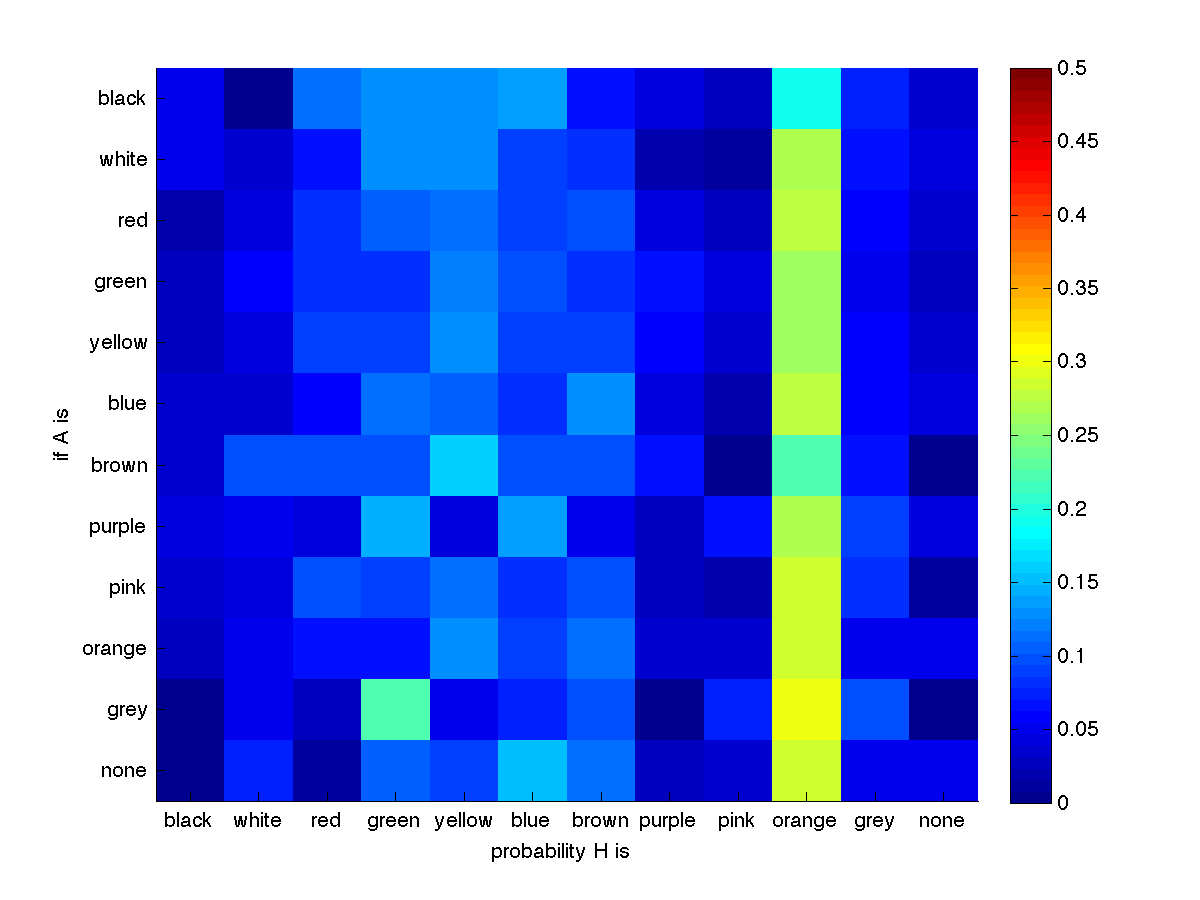 black
white
red
green
yellow
blue
brown
purple
pink
orange
grey
none
if A is
black white red green yellow blue brown purple pink orange grey none
probability H is
0.5
0.45
0.4
0.35
0.3
0.25
0.2
0.15
0.1
0.05
0